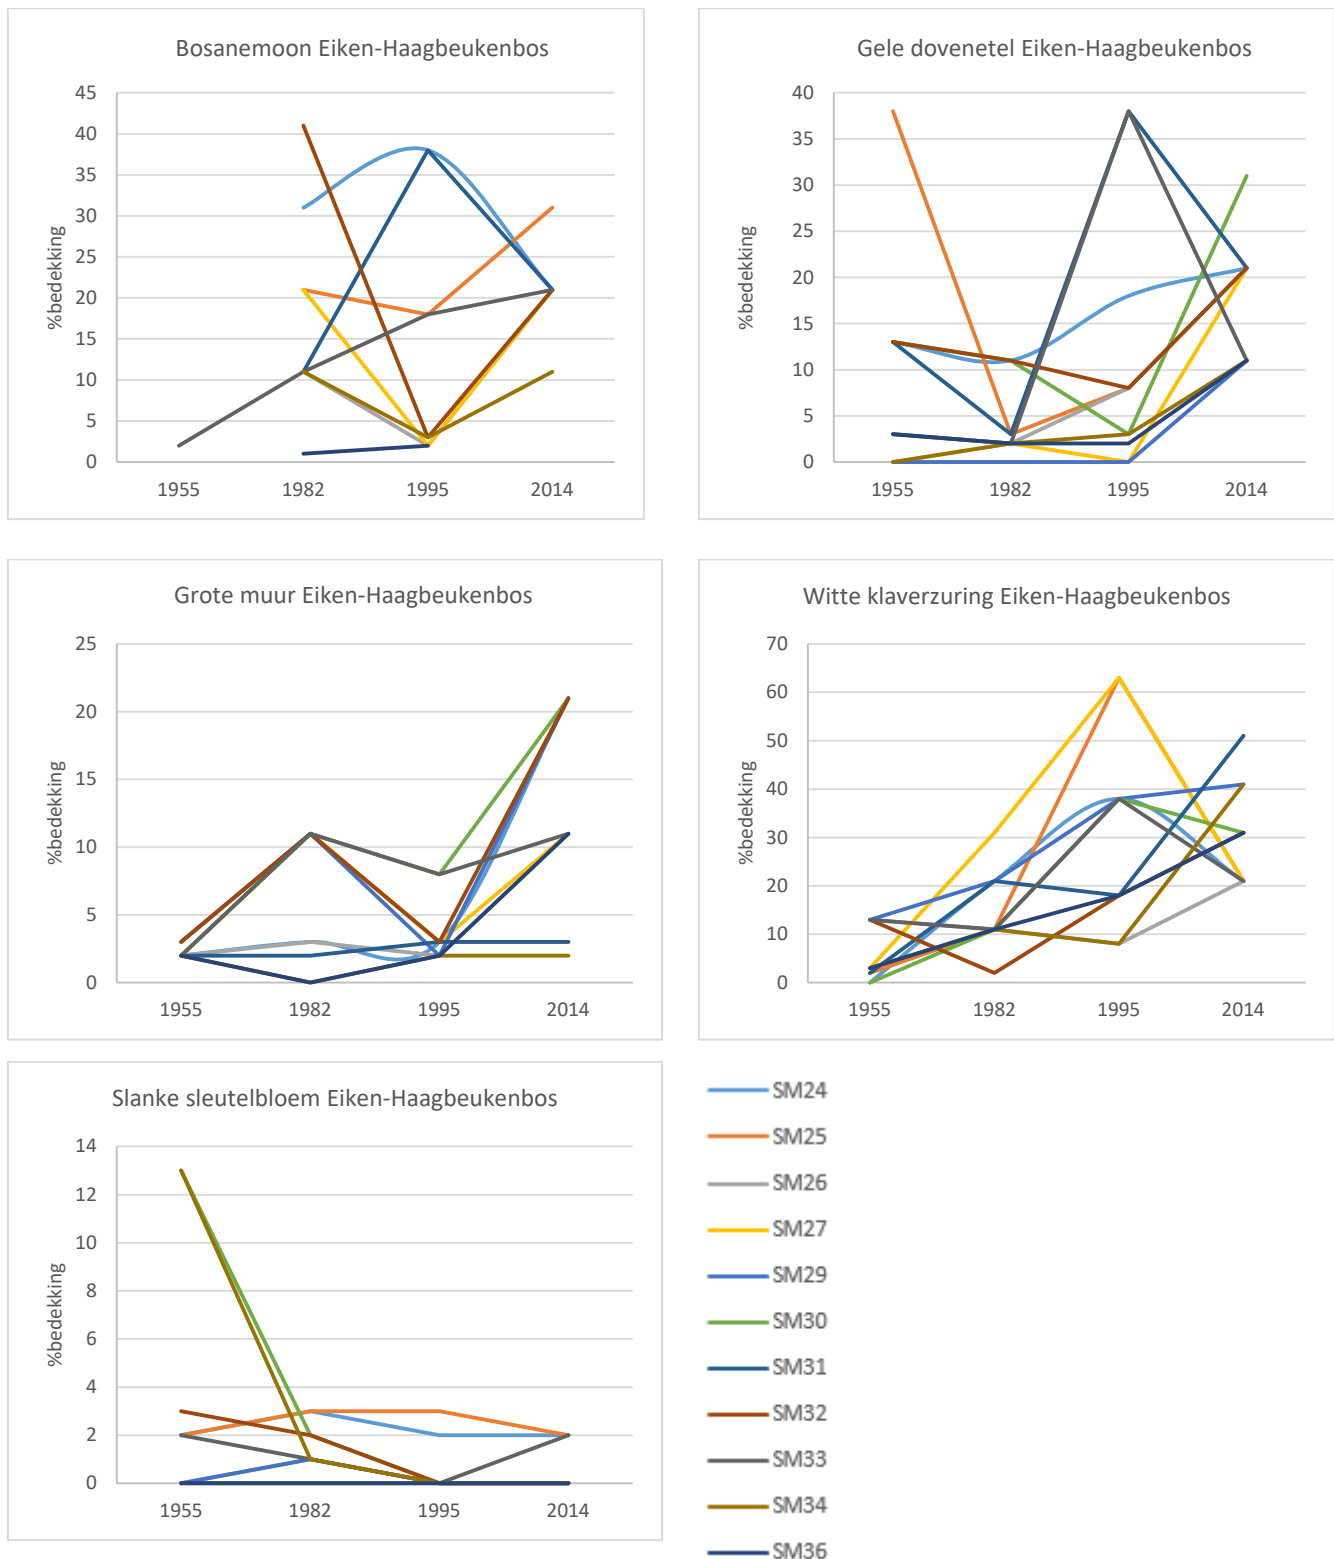 Bosanemoon Eiken-Haagbeukenbos
%bedekking
45
40
35
30
25
20
15
10
5
0
1955 1982 1995 2014
Gele dovenetel Eiken-Haagbeukenbos
%bedekking
40
35
30
25
20
15
10
5
0
1955 1982 1995 2014
Grote muur Eiken-Haagbeukenbos
%bedekking
25
20
15
10
5
0
1955 1982 1995 2014
Witte klaverzuring Eiken-Haagbeukenbos
%bedekking
70
60
50
40
30
20
10
0
1955 1982 1995 2014
Slanke sleutelbloem Eiken-Haagbeukenbos
%bedekking
14
12
10
8
6
4
2
0
1955 1982 1995 2014
SM24
SM25
SM26
SM27
SM29
SM30
SM31
SM32
SM33
SM34
SM36